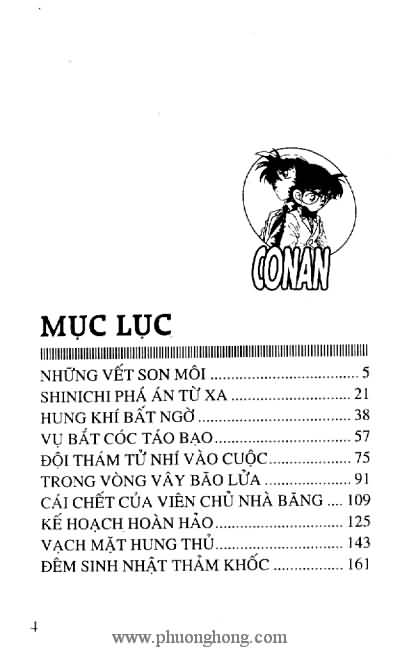 CONAN
MỤC LỤC
NHỮNG VẾT SON MÔI ........................................ 5
SHINICHI PHÁ ÁN TỪ XA ............................... 21
HUNG KHÍ BẤT NGỜ ....................................... 38
VỤ BẮT CÓC TÁO BẠO .................................... 57
ĐỘI THÁM TỬ NHÍ VÀO CUỘC ........................ 75
TRONG VÒNG VÂY BÃO LỬA ........................ 91
CÁI CHẾT CỦA VIÊN CHỦ NHÀ BĂNG .... 109
KẾ HOẠCH HOÀN HẢO ................................ 125
VẠCH MẶT HUNG THỦ ................................ 143
ĐÊM SINH NHẬT THẢM KHỐC ................. 161
4
www.phuonghong.com